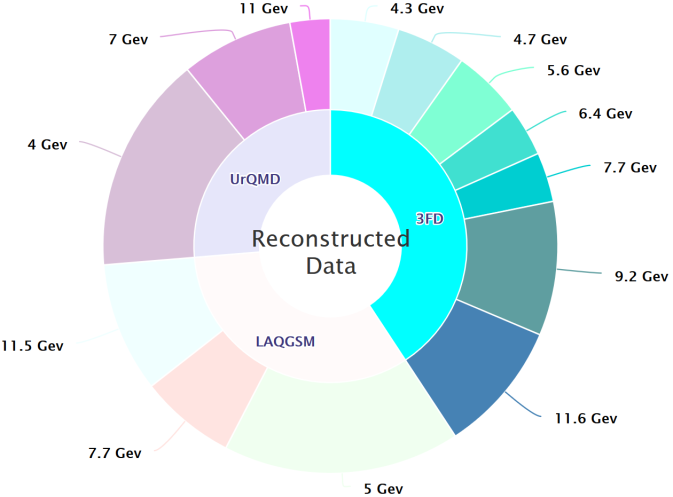 11 Gev
4.3 Gev
7 Gev
4.7 Gev
5.6 Gev
6.4 Gev
4 Gev
7.7 Gev
UrQMD
3FD
Reconstructed
Data
9.2 Gev
11.5 Gev
LAQGSM
11.6 Gev
7.7 Gev
5 Gev